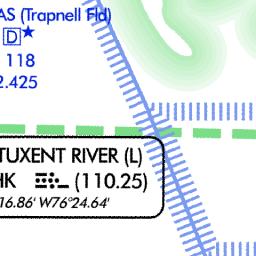 AS (Trapnell Fld)
D★
118
2.425
TUXENT RIVER (L)
HK (110.25)
16.86' W76°24.64'